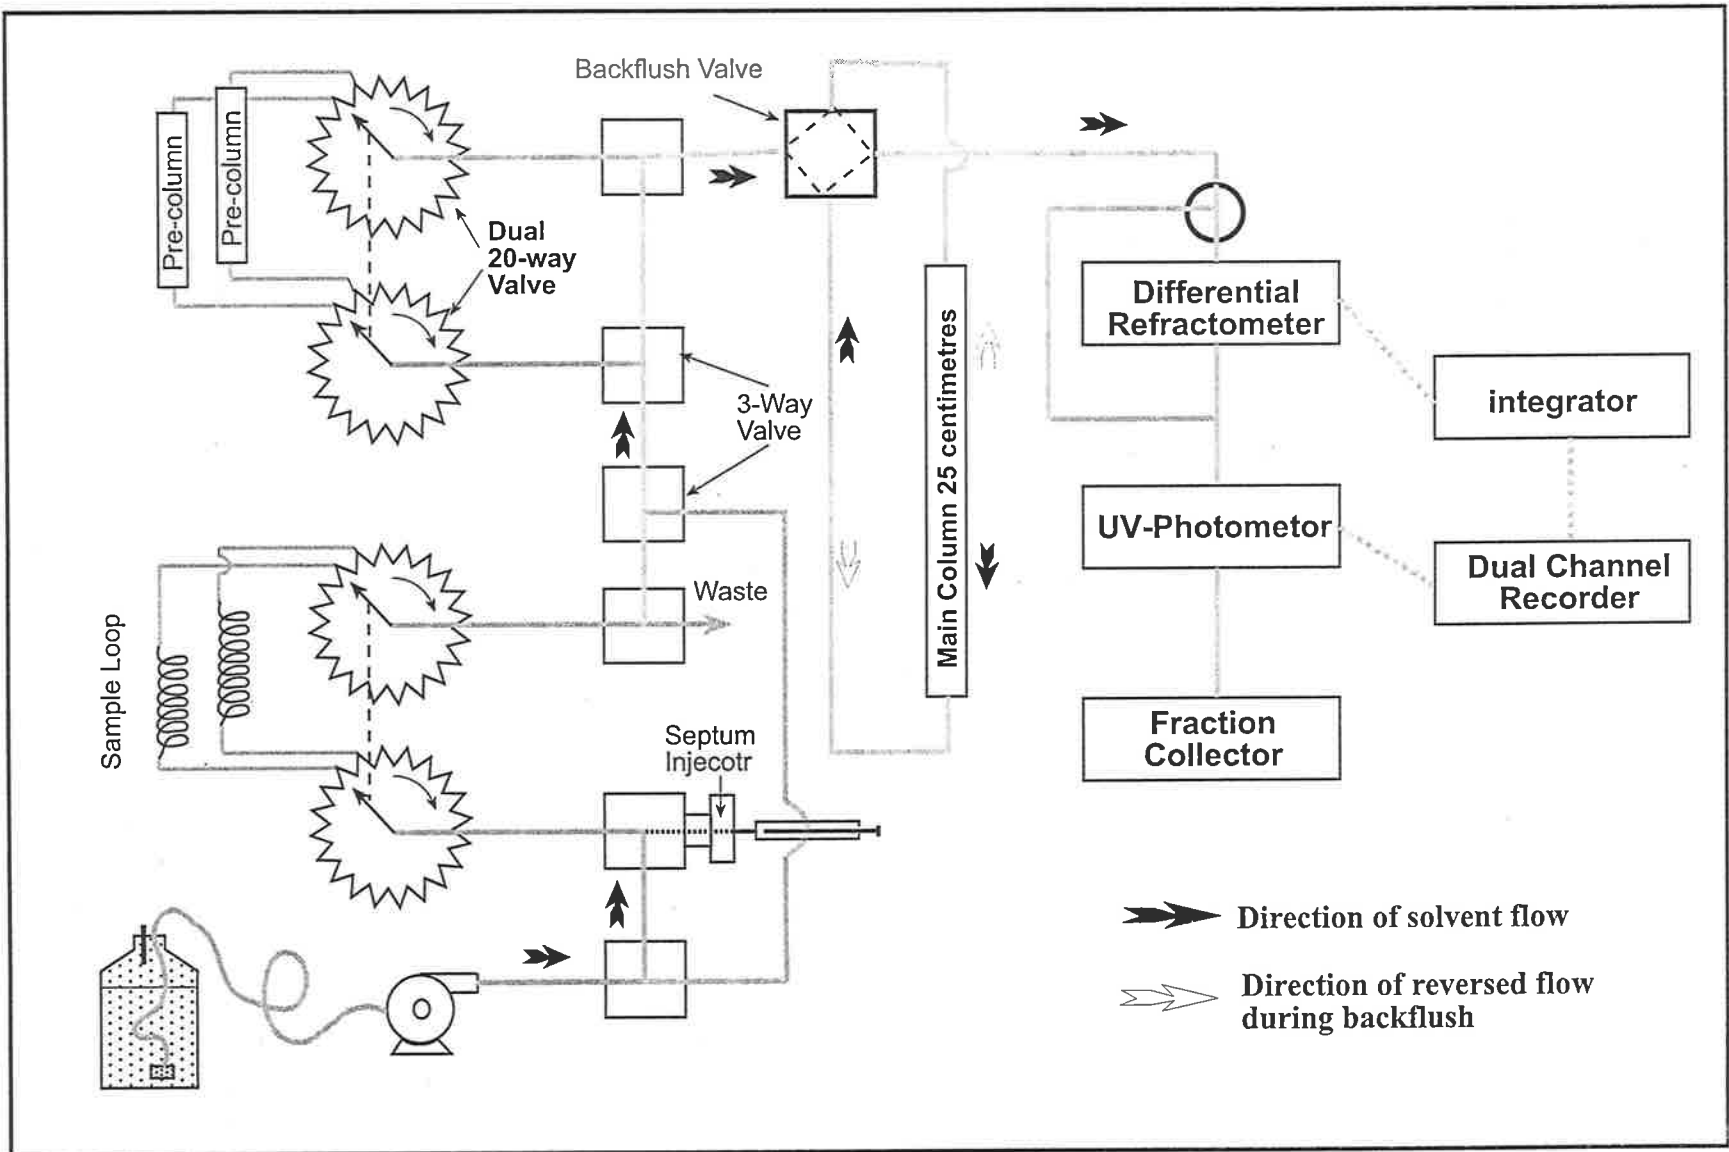 Backflush Valve
Pre-column
Pre-column
Dual
20-way
Valve
3-Way
Valve
Main Column 25 centimetres
Differential
Refractometer
integrator
UV-Photometor
Dual Channel
Recorder
Fraction
Collector
Waste
Sample Loop
Septum
Injecotr
Direction of solvent flow
Direction of reversed flow
during backflush